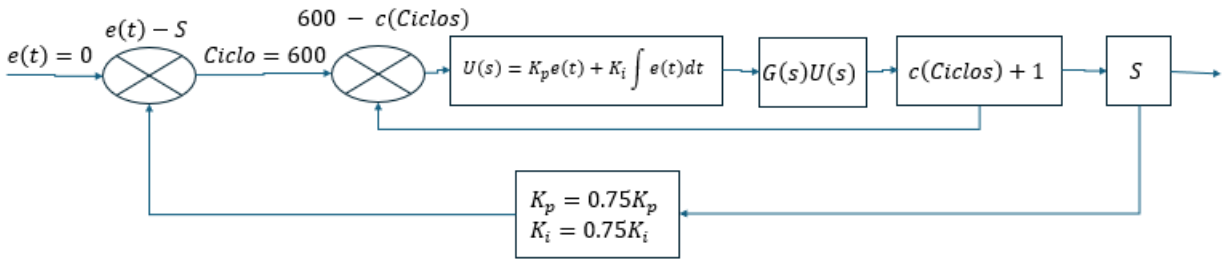 e(t) = 0
e(t) − S
Ciclo = 600
600 − c(Ciclos)
U(s) = K_p e(t) + K_i ∫ e(t)dt
G(s)U(s)
c(Ciclos) + 1
S
K_p = 0.75K_p
K_i = 0.75K_i